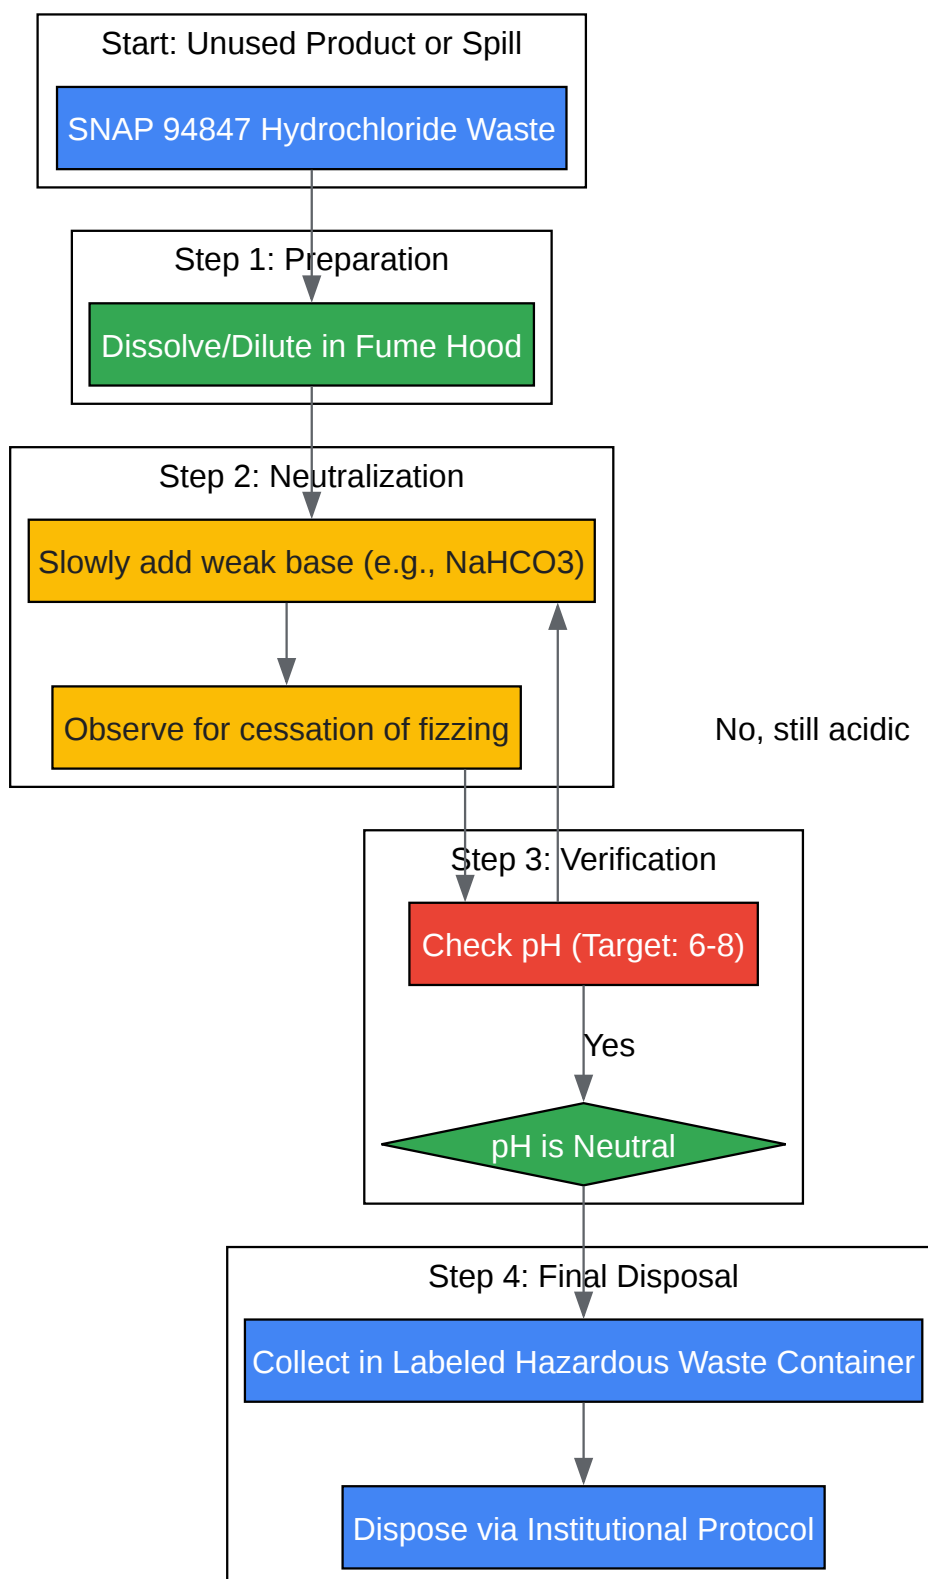 Start: Unused Product or Spill
SNAP 94847 Hydrochloride Waste
Step 1: Preparation
Dissolve/Dilute in Fume Hood
Step 2: Neutralization
Slowly add weak base (e.g., NaHCO3)
Observe for cessation of fizzing
No, still acidic
Step 3: Verification
Check pH (Target: 6-8)
Yes
pH is Neutral
Step 4: Final Disposal
Collect in Labeled Hazardous Waste Container
Dispose via Institutional Protocol